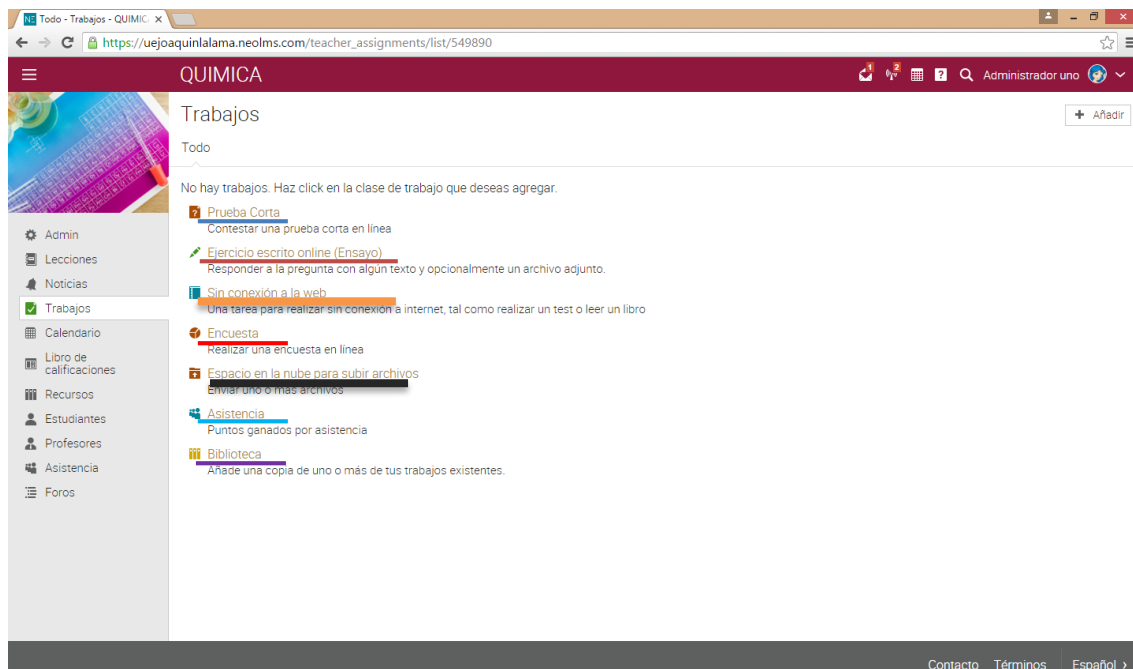 Todo - Trabajos - QUIMIC
https://uejoaquinlalama.neolms.com/teacher_assignments/list/549890
QUIMICA
1
2
Administrador uno
Trabajos
+ Añadir
Todo
No hay trabajos. Haz click en la clase de trabajo que deseas agregar.
Prueba Corta
Contestar una prueba corta en línea
Ejercicio escrito online (Ensayo)
Responder a la pregunta con algún texto y opcionalmente un archivo adjunto.
Sin conexión a la web
Una tarea para realizar sin conexión a internet, tal como realizar un test o leer un libro
Encuesta
Realizar una encuesta en línea
Espacio en la nube para subir archivos
Enviar uno o más archivos
Asistencia
Puntos ganados por asistencia
Biblioteca
Añade una copia de uno o más de tus trabajos existentes.
Admin
Lecciones
Noticias
Trabajos
Calendario
Libro de
calificaciones
Recursos
Estudiantes
Profesores
Asistencia
Foros
Contacto Términos Español ›